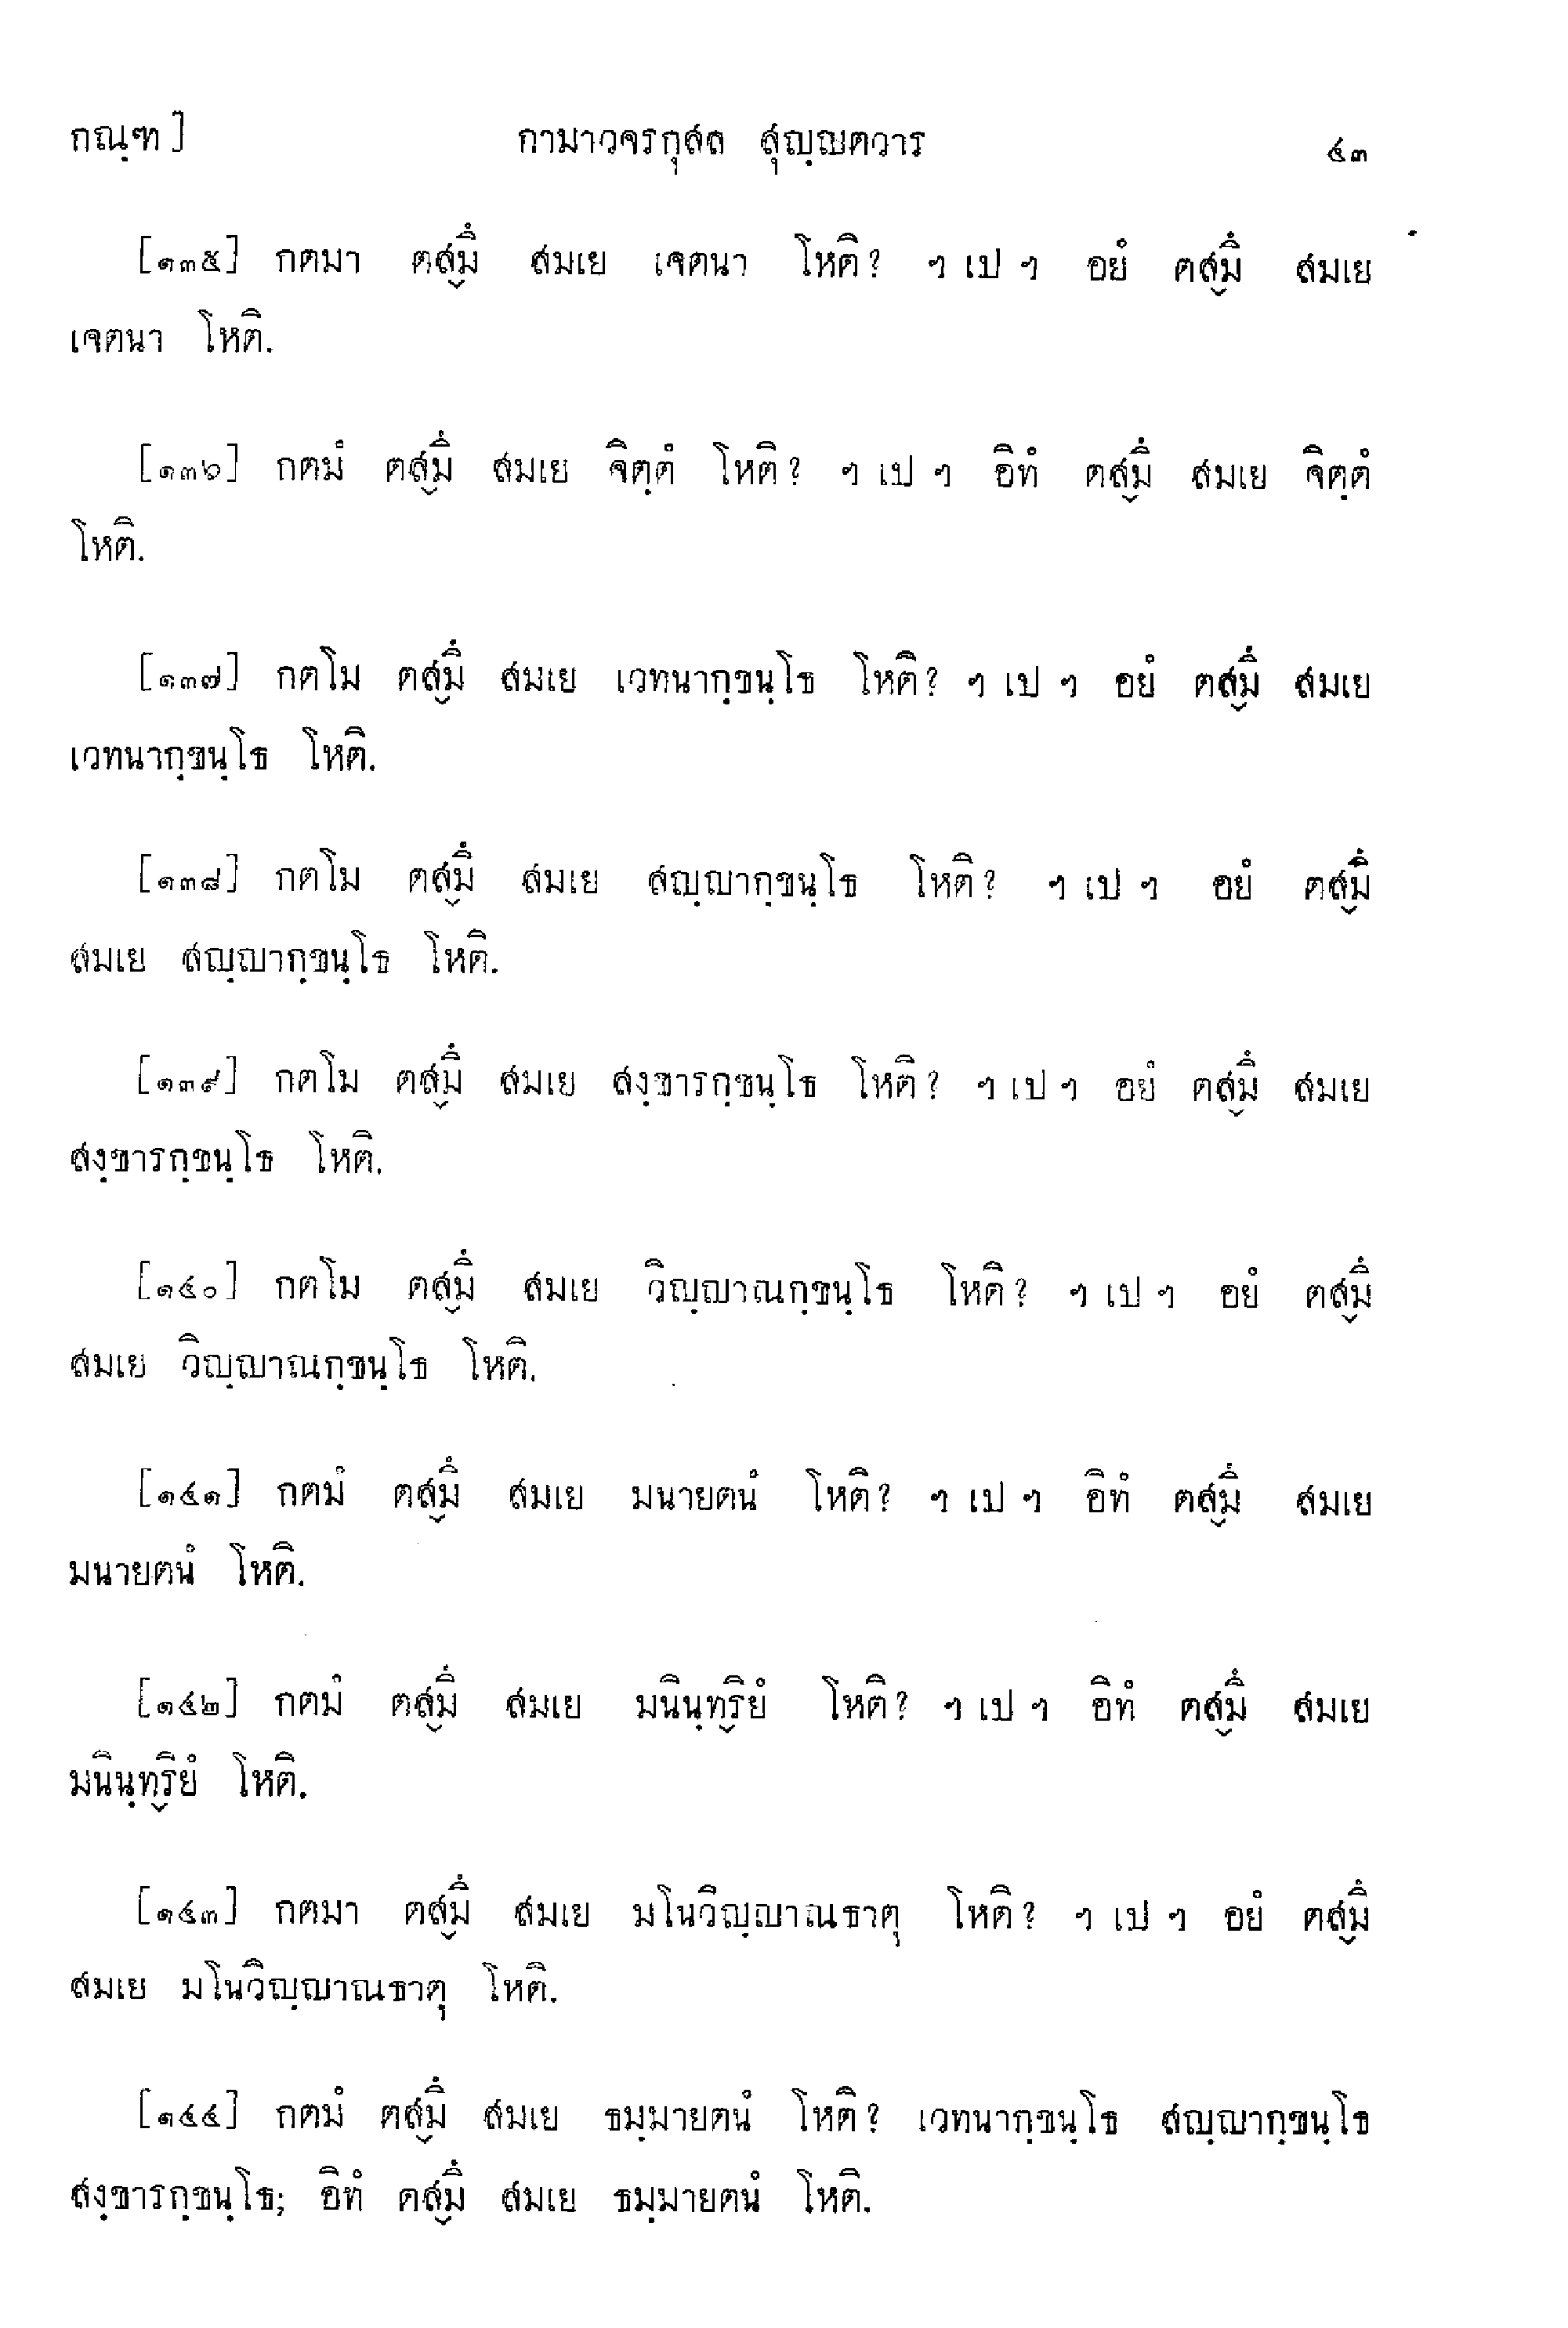 กณฺฑ] กามาวจรกุสล สุญฺญตวาร ๔๓
[๑๓๕] กตมา ตส๎มิํ สมเย เจตนา โหติ? ฯ เป ฯ อยํ ตส๎มิํ สมเย
เจตนา โหติ.
[๑๓๖] กตมํ ตส๎มิํ สมเย จิตฺตํ โหติ? ฯ เป ฯ อิทํ ตส๎มิํ สมเย จิตฺตํ
โหติ.
[๑๓๗] กตโม ตส๎มิํ สมเย เวทนากฺขนฺโธ โหติ? ฯ เป ฯ อยํ ตส๎มิํ สมเย
เวทนากฺขนฺโธ โหติ.
[๑๓๘] กตโม ตส๎มิํ สมเย สญฺญากฺขนฺโธ โหติ? ฯ เป ฯ อยํ ตส๎มิํ
สมเย สญฺญากฺขนฺโธ โหติ.
[๑๓๙] กตโม ตส๎มิํ สมเย สงฺขารกฺขนฺโธ โหติ? ฯ เป ฯ อยํ ตส๎มิํ สมเย
สงฺขารกฺขนฺโธ โหติ.
[๑๔๐] กตโม ตส๎มิํ สมเย วิญฺญาณกฺขนฺโธ โหติ? ฯ เป ฯ อยํ ตส๎มิํ
สมเย วิญฺญาณกฺขนฺโธ โหติ.
[๑๔๑] กตมํ ตส๎มิํ สมเย มนายตนํ โหติ? ฯ เป ฯ อิทํ ตส๎มิํ สมเย
มนายตนํ โหติ.
[๑๔๒] กตมํ ตส๎มิํ สมเย มนินฺท๎ริยํ โหติ? ฯ เป ฯ อิทํ ตส๎มิํ สมเย
มนินฺท๎ริยํ โหติ.
[๑๔๓] กตมา ตส๎มิํ สมเย มโนวิญฺญาณธาตุ โหติ? ฯ เป ฯ อยํ ตส๎มิํ
สมเย มโนวิญฺญาณธาตุ โหติ.
[๑๔๔] กตมํ ตส๎มิํ สมเย ธมฺมายตนํ โหติ? เวทนากฺขนฺโธ สญฺญากฺขนฺโธ
สงฺขารกฺขนฺโธ; อิทํ ตส๎มิํ สมเย ธมฺมายตนํ โหติ.